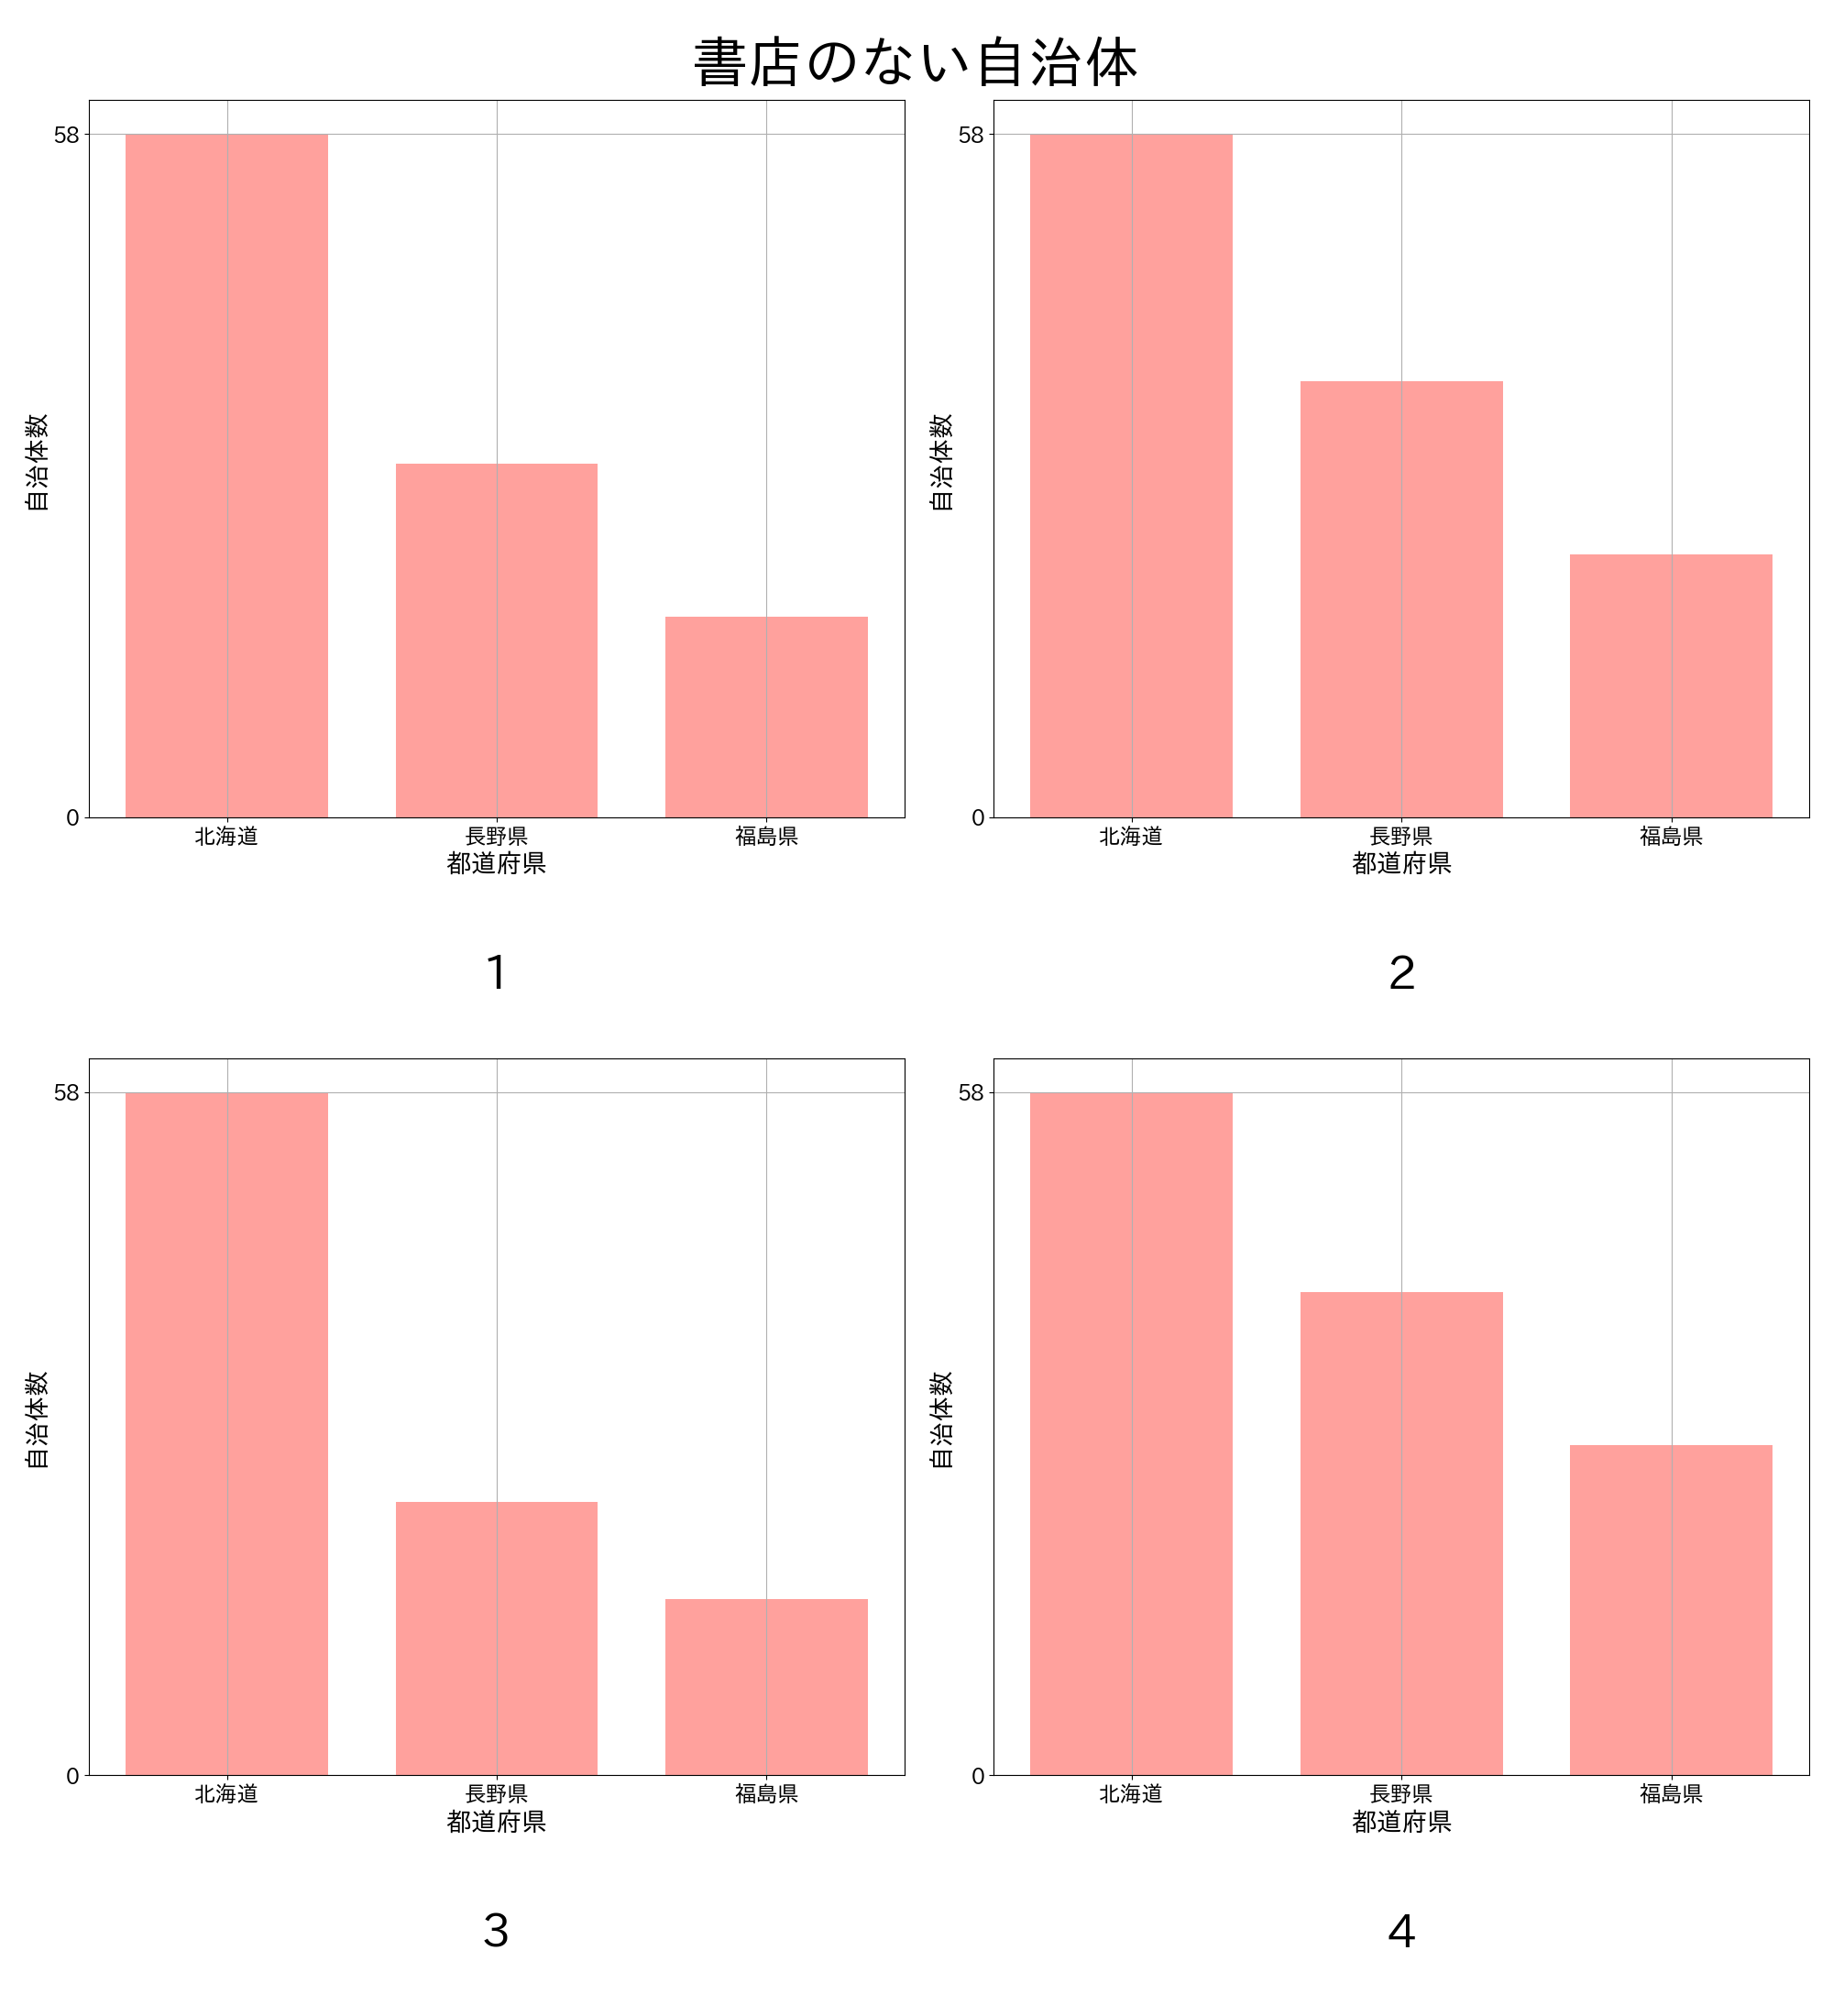 書店のない自治体
58
0
自治体数
北海道
長野県
福島県
都道府県
1
58
0
自治体数
北海道
長野県
福島県
都道府県
2
58
0
自治体数
北海道
長野県
福島県
都道府県
3
58
0
自治体数
北海道
長野県
福島県
都道府県
4